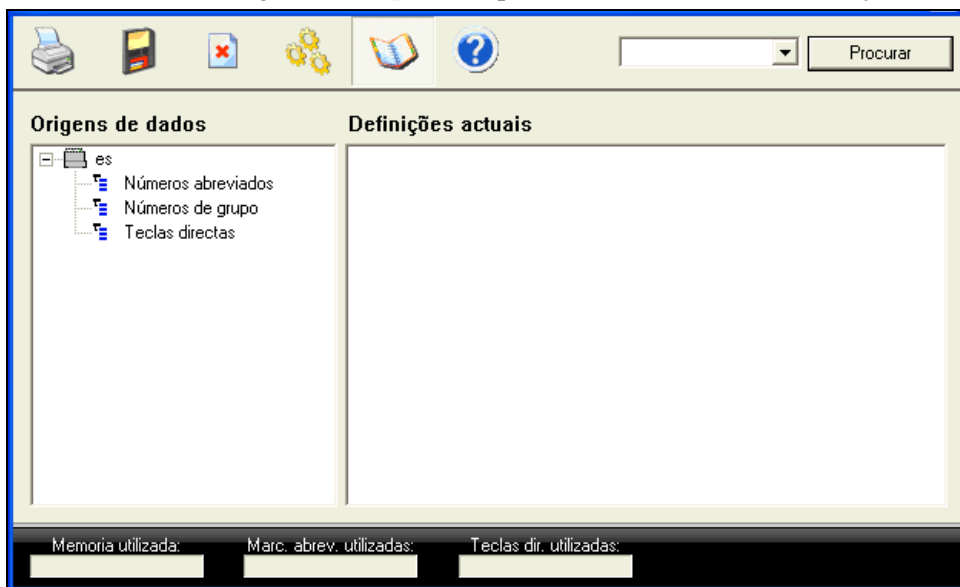 Procurar
Origens de dados
Definições actuais
es
Números abreviados
Números de grupo
Teclas directas
Memoria utilizada:
Marc. abrev. utilizadas:
Teclas dir. utilizadas: